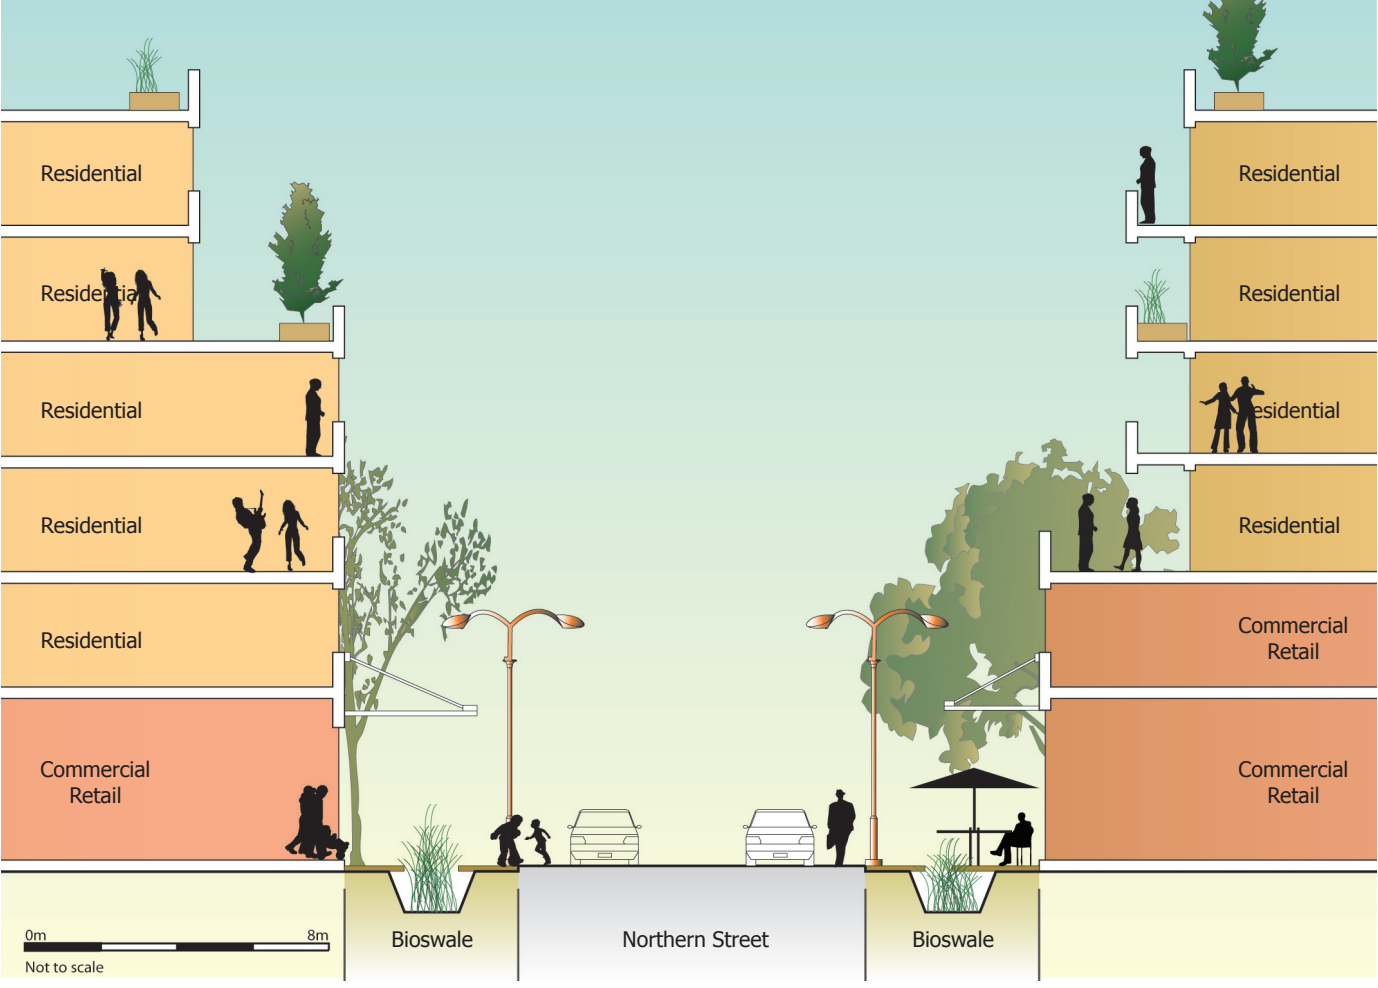 Residential
Residential
Residential
Residential
Residential
Commercial
Retail
Residential
Residential
Residential
Residential
Commercial
Retail
Commercial
Retail
Bioswale
Northern Street
Bioswale
0m
8m
Not to scale